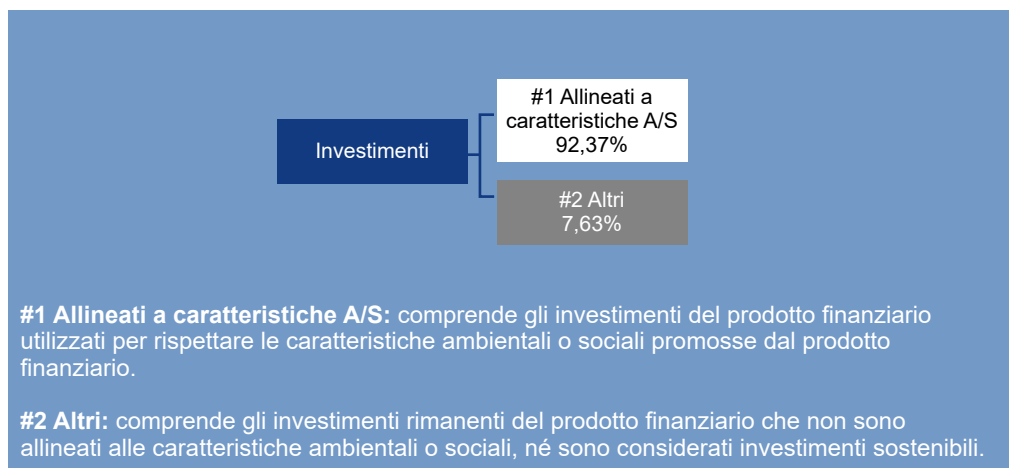 Investimenti
#1 Allineati a
caratteristiche A/S
92,37%
#2 Altri
7,63%
#1 Allineati a caratteristiche A/S: comprende gli investimenti del prodotto finanziario
utilizzati per rispettare le caratteristiche ambientali o sociali promosse dal prodotto
finanziario.
#2 Altri: comprende gli investimenti rimanenti del prodotto finanziario che non sono
allineati alle caratteristiche ambientali o sociali, né sono considerati investimenti sostenibili.